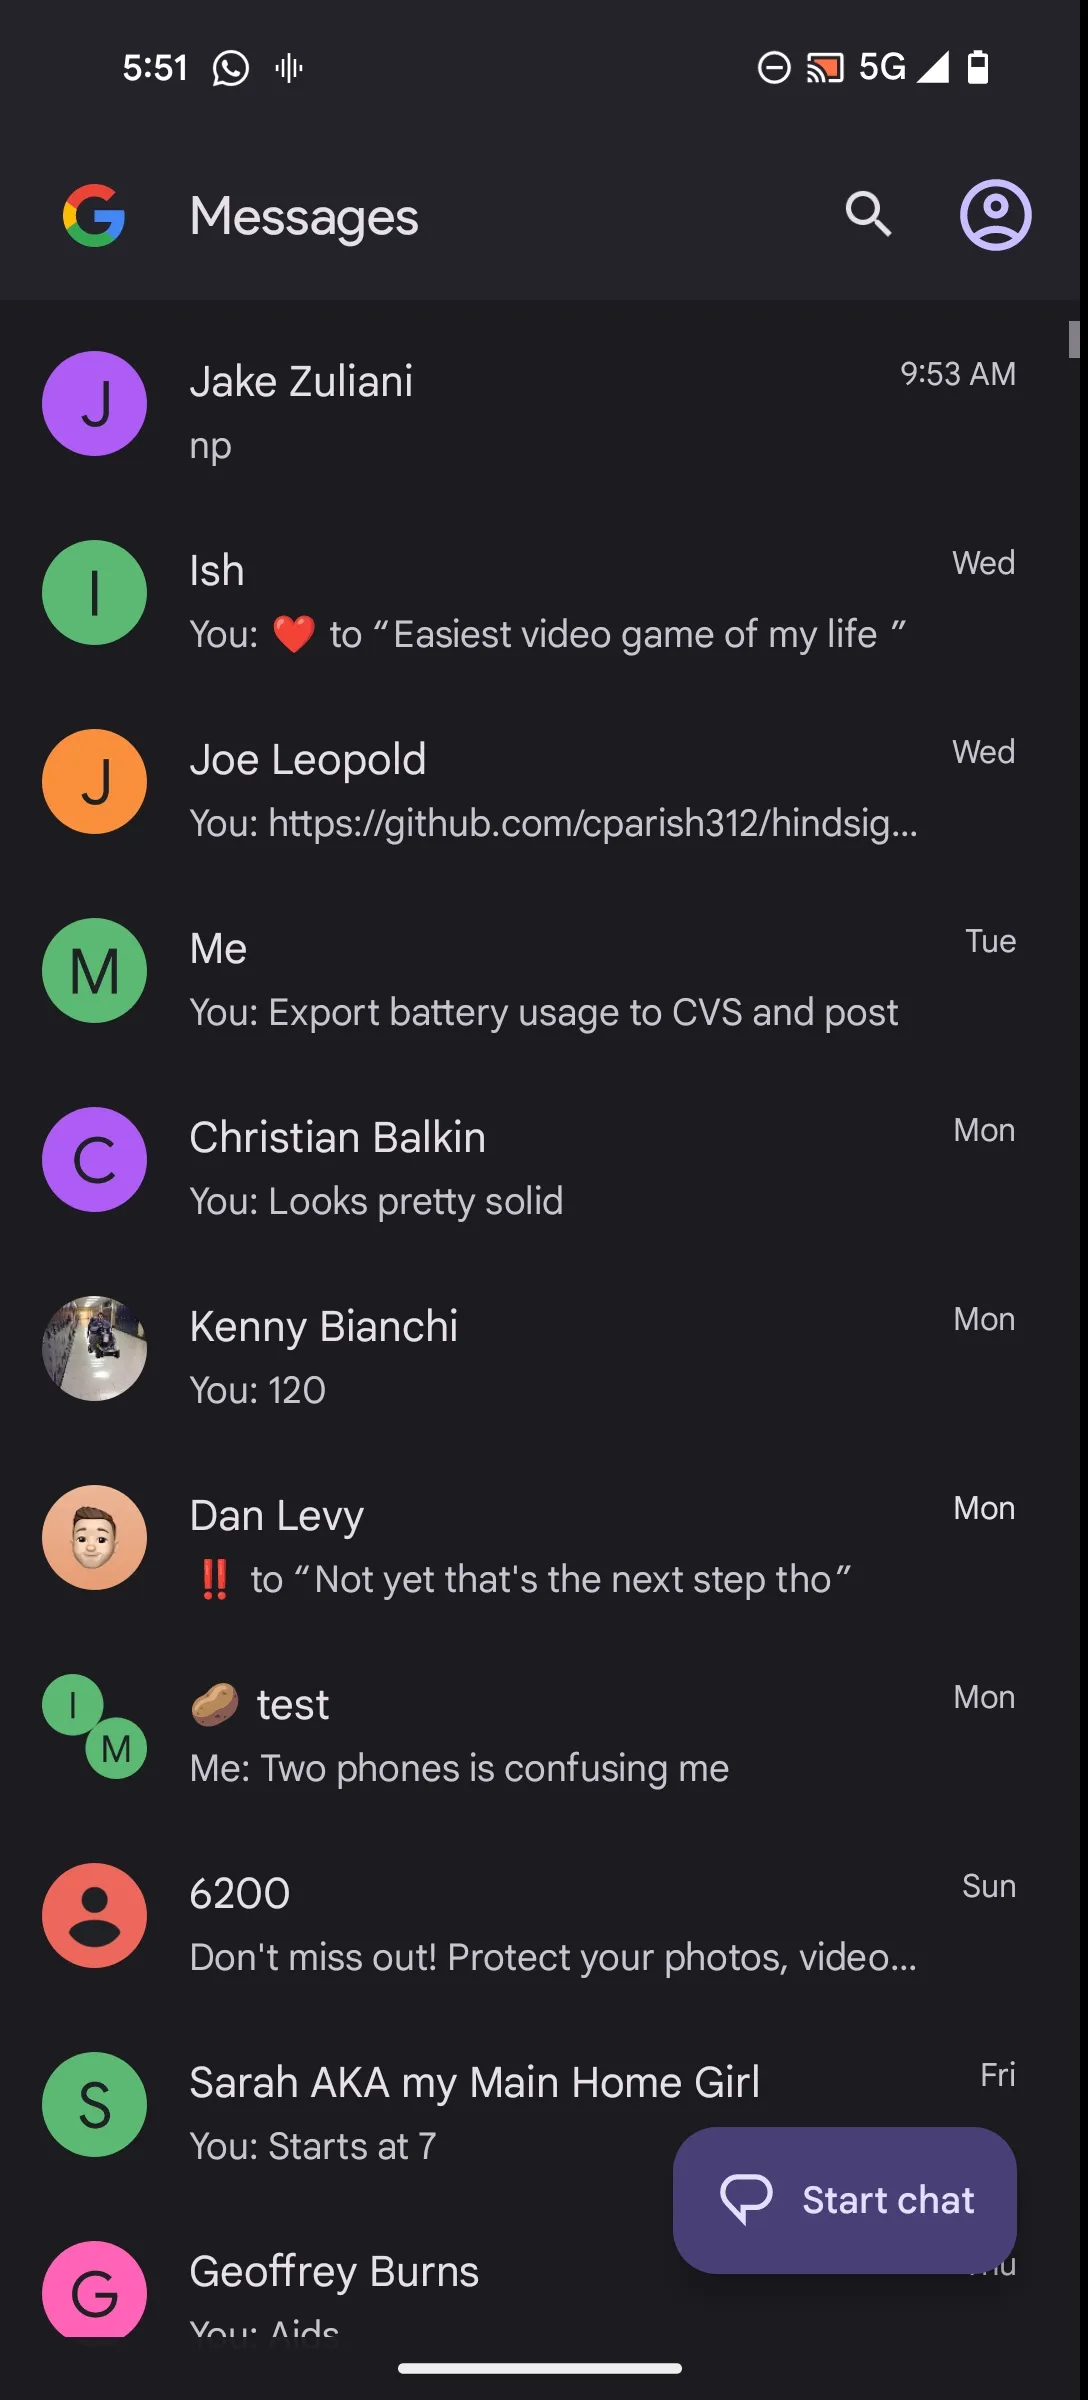 5:51 5G
Messages
J Jake Zuliani 9:53 AM
np
I Ish Wed
You: ❤️ to “Easiest video game of my life ”
J Joe Leopold Wed
You: https://github.com/cparish312/hindsig...
M Me Tue
You: Export battery usage to CVS and post
C Christian Balkin Mon
You: Looks pretty solid
Kenny Bianchi Mon
You: 120
Dan Levy Mon
‼️ to “Not yet that's the next step tho”
I M 🥔 test Mon
Me: Two phones is confusing me
6200 Sun
Don't miss out! Protect your photos, video...
S Sarah AKA my Main Home Girl Fri
You: Starts at 7
Start chat
G Geoffrey Burns
You: Aids